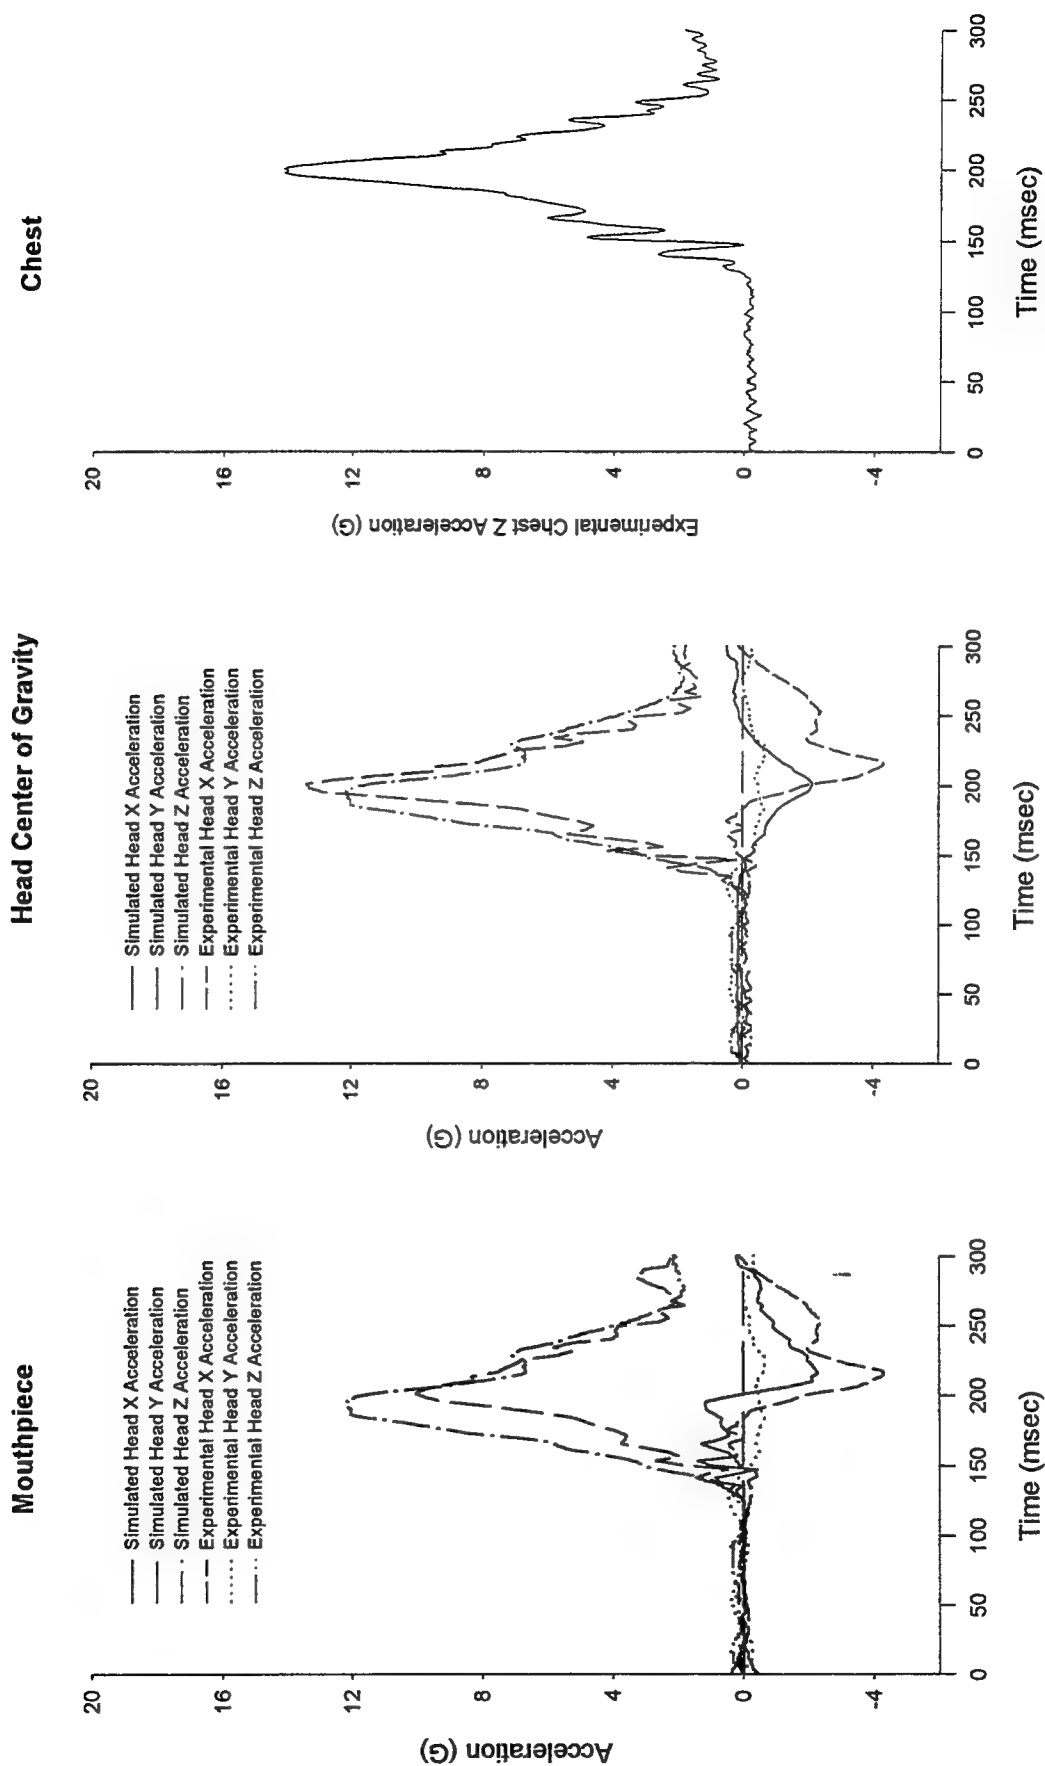 Mouthpiece
Simulated Head X Acceleration
Simulated Head Y Acceleration
Simulated Head Z Acceleration
Experimental Head X Acceleration
Experimental Head Y Acceleration
Experimental Head Z Acceleration
20
16
12
8
4
0
-4
Acceleration (G)
0
50
100
150
200
250
300
Time (msec)
Head Center of Gravity
Simulated Head X Acceleration
Simulated Head Y Acceleration
Simulated Head Z Acceleration
Experimental Head X Acceleration
Experimental Head Y Acceleration
Experimental Head Z Acceleration
20
16
12
8
4
0
-4
Acceleration (G)
0
50
100
150
200
250
300
Time (msec)
Chest
20
16
12
8
4
0
-4
Experimental Chest Z Acceleration (G)
0
50
100
150
200
250
300
Time (msec)